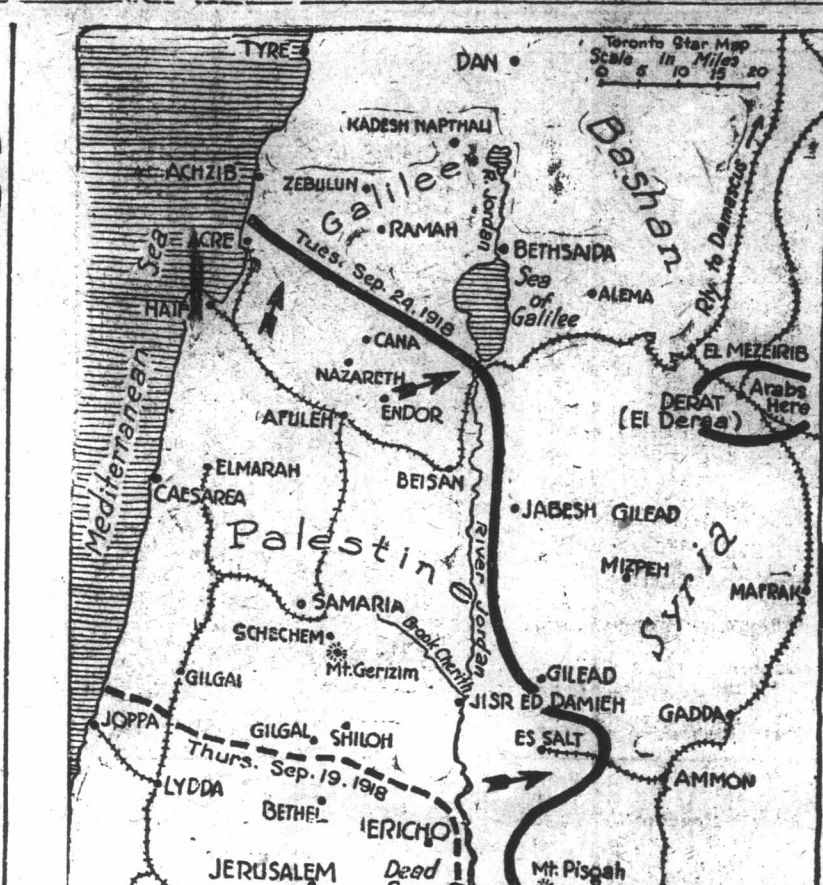 TYRE
DAN
Toronto Star Map
Scale in Miles
0 5 10 15 20
KADESH NAPTHALI
Bashan
ACHZIB
ZEBULUN
Galilee
R. Jordan
RAMAH
Rly to Damascus
Sea
ACRE
Tues. Sep. 24, 1918
BETHSAIDA
Sea
of
Galilee
ALEMA
HAIFA
CANA
NAZARETH
EL MEZEIRIB
ENDOR
DERAT
(El Deraa)
Arabs
Here
AFULEH
Mediterranean
ELMARAH
BEISAN
CAESAREA
JABESH GILEAD
Palestine
River Jordan
MIZPEH
Syria
MAFRAK
SAMARIA
SCHECHEM
Brook Cherith
Mt. Gerizim
GILGAI
GILEAD
JISR ED DAMIEH
GADDA
JOPPA
GILGAL
SHILOH
ES SALT
Thurs. Sep. 19, 1918
LYDDA
AMMON
BETHEL
JERICHO
JERUSALEM
Dead
Mt. Pisgah